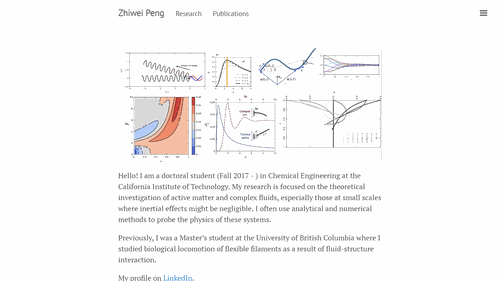 Zhiwei Peng
Research
Publications
Hello! I am a doctoral student (Fall 2017 - ) in Chemical Engineering at the
California Institute of Technology. My research is focused on the theoretical
investigation of active matter and complex fluids, especially those at small scales
where inertial effects might be negligible. I often use analytical and numerical
methods to probe the physics of these systems.
Previously, I was a Master's student at the University of British Columbia where I
studied biological locomotion of flexible filaments as a result of fluid-structure
interaction.
My profile on LinkedIn.